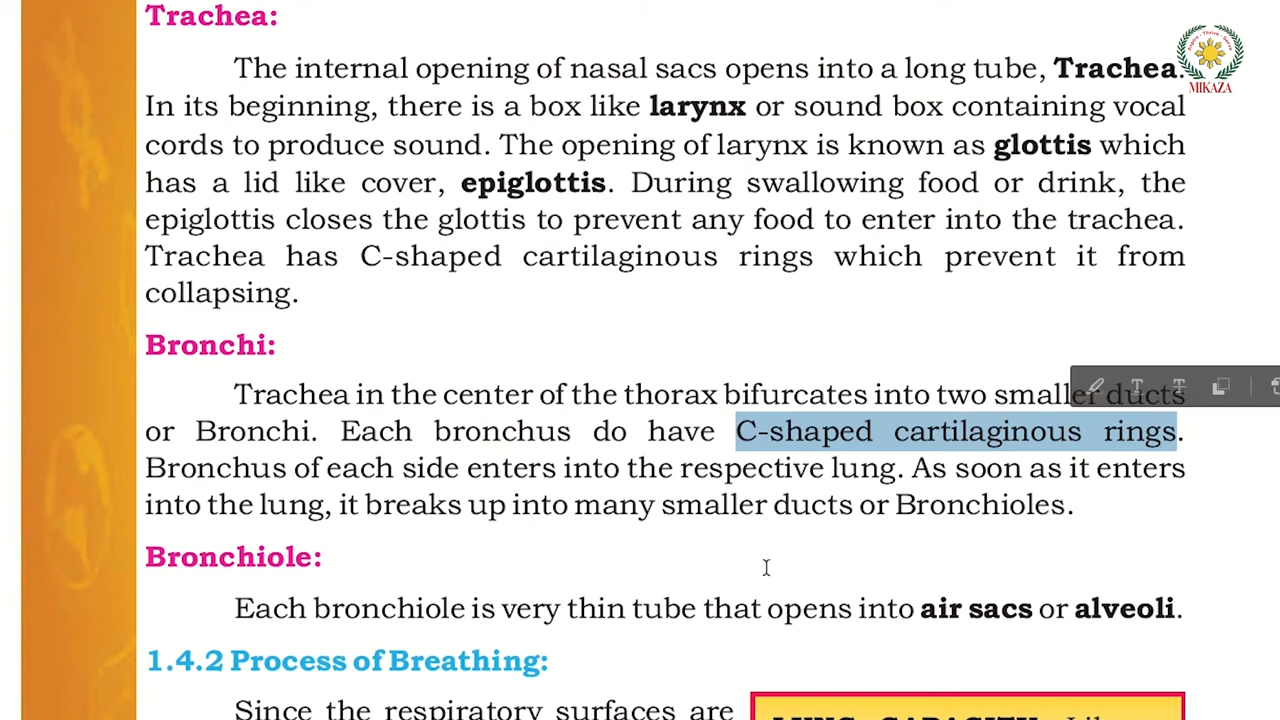 Trachea:
The internal opening of nasal sacs opens into a long tube, Trachea.
In its beginning, there is a box like larynx or sound box containing vocal
cords to produce sound. The opening of larynx is known as glottis which
has a lid like cover, epiglottis. During swallowing food or drink, the
epiglottis closes the glottis to prevent any food to enter into the trachea.
Trachea has C-shaped cartilaginous rings which prevent it from
collapsing.
MIKAZA
Bronchi:
Trachea in the center of the thorax bifurcates into two smaller ducts
or Bronchi. Each bronchus do have C-shaped cartilaginous rings.
Bronchus of each side enters into the respective lung. As soon as it enters
into the lung, it breaks up into many smaller ducts or Bronchioles.
Bronchiole:
Each bronchiole is very thin tube that opens into air sacs or alveoli.
1.4.2 Process of Breathing:
Since the respiratory surfaces are
LUNG CAPACITY